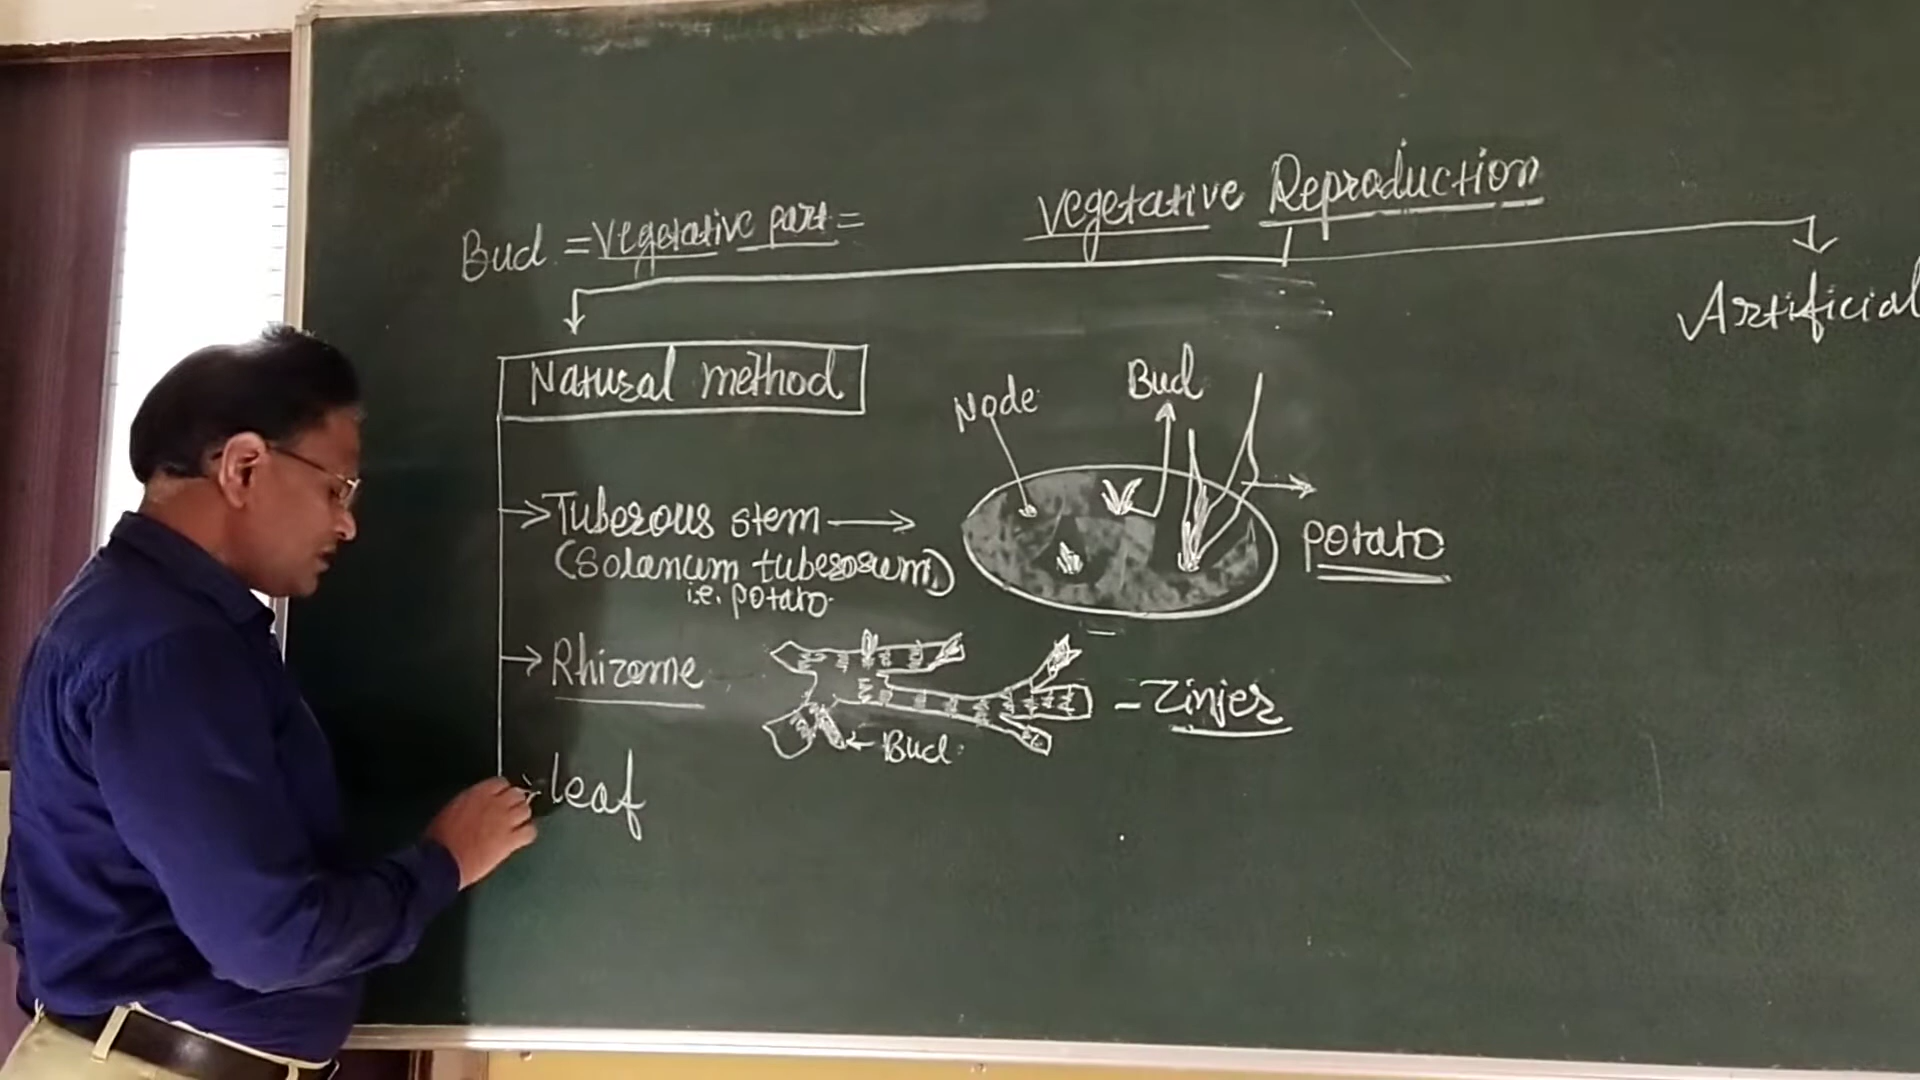 vegetative Reproduction
Bud = Vegetative part =
Artificial
Natural method
Node
Bud
Tuberous stem
(Solanum tuberosum)
i.e. potato
potato
Rhizome
- Zinjer
Bud
leaf